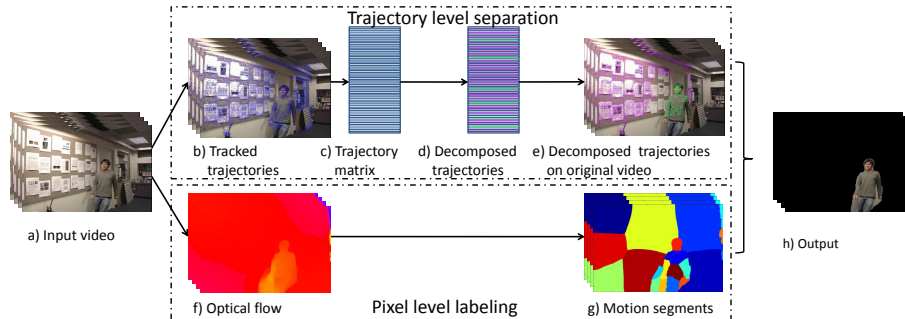 Trajectory level separation
b) Tracked
trajectories
c) Trajectory
matrix
d) Decomposed
trajectories
e) Decomposed trajectories
on original video
a) Input video
h) Output
f) Optical flow
g) Motion segments
Pixel level labeling